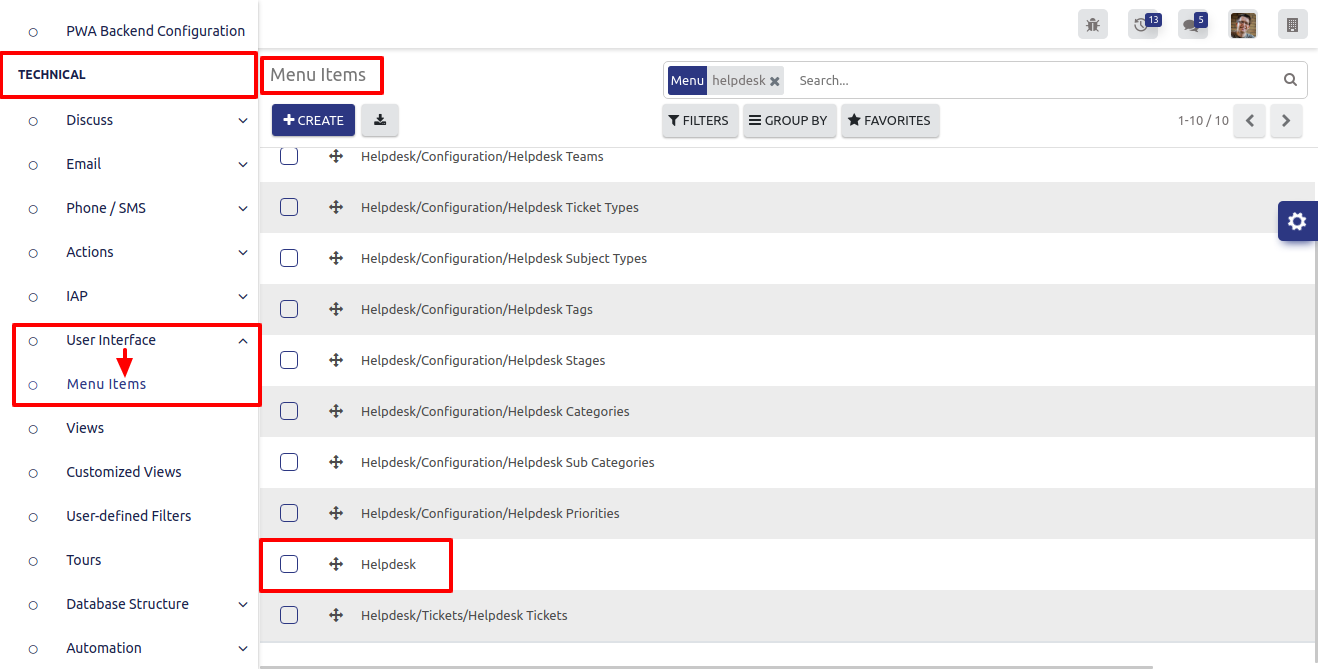 PWA Backend Configuration
TECHNICAL
Discuss
Email
Phone / SMS
Actions
IAP
User Interface
Menu Items
Views
Customized Views
User-defined Filters
Tours
Database Structure
Automation
13
5
Menu Items
Menu helpdesk Search...
CREATE
FILTERS GROUP BY FAVORITES 1-10 / 10
Helpdesk/Configuration/Helpdesk Teams
Helpdesk/Configuration/Helpdesk Ticket Types
Helpdesk/Configuration/Helpdesk Subject Types
Helpdesk/Configuration/Helpdesk Tags
Helpdesk/Configuration/Helpdesk Stages
Helpdesk/Configuration/Helpdesk Categories
Helpdesk/Configuration/Helpdesk Sub Categories
Helpdesk/Configuration/Helpdesk Priorities
Helpdesk
Helpdesk/Tickets/Helpdesk Tickets